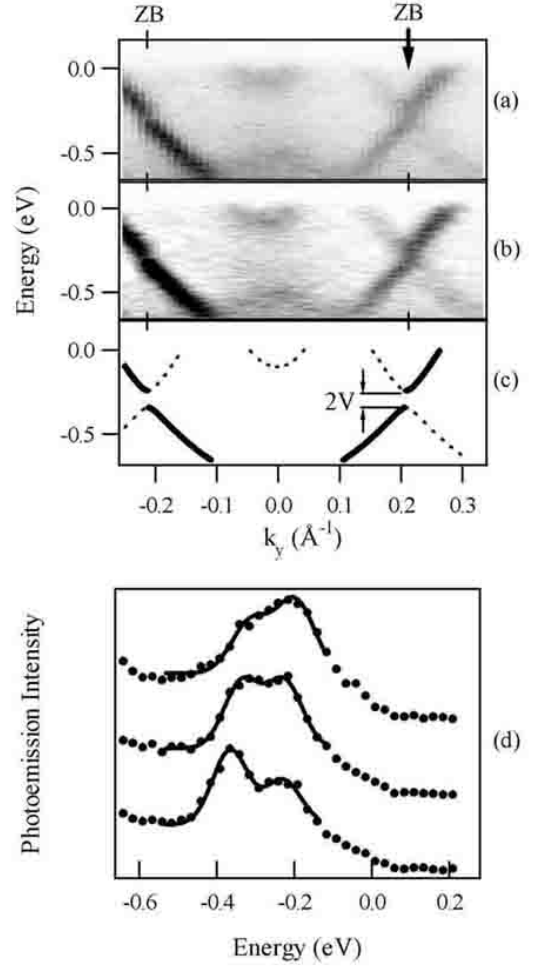 ZB ZB
0.0
-0.5
(a)
0.0
-0.5
(b)
Energy (eV)
0.0
-0.5
2V
(c)
-0.2 -0.1 0.0 0.1 0.2 0.3
k_y (Å⁻¹)
Photoemission Intensity
(d)
-0.6 -0.4 -0.2 0.0 0.2
Energy (eV)